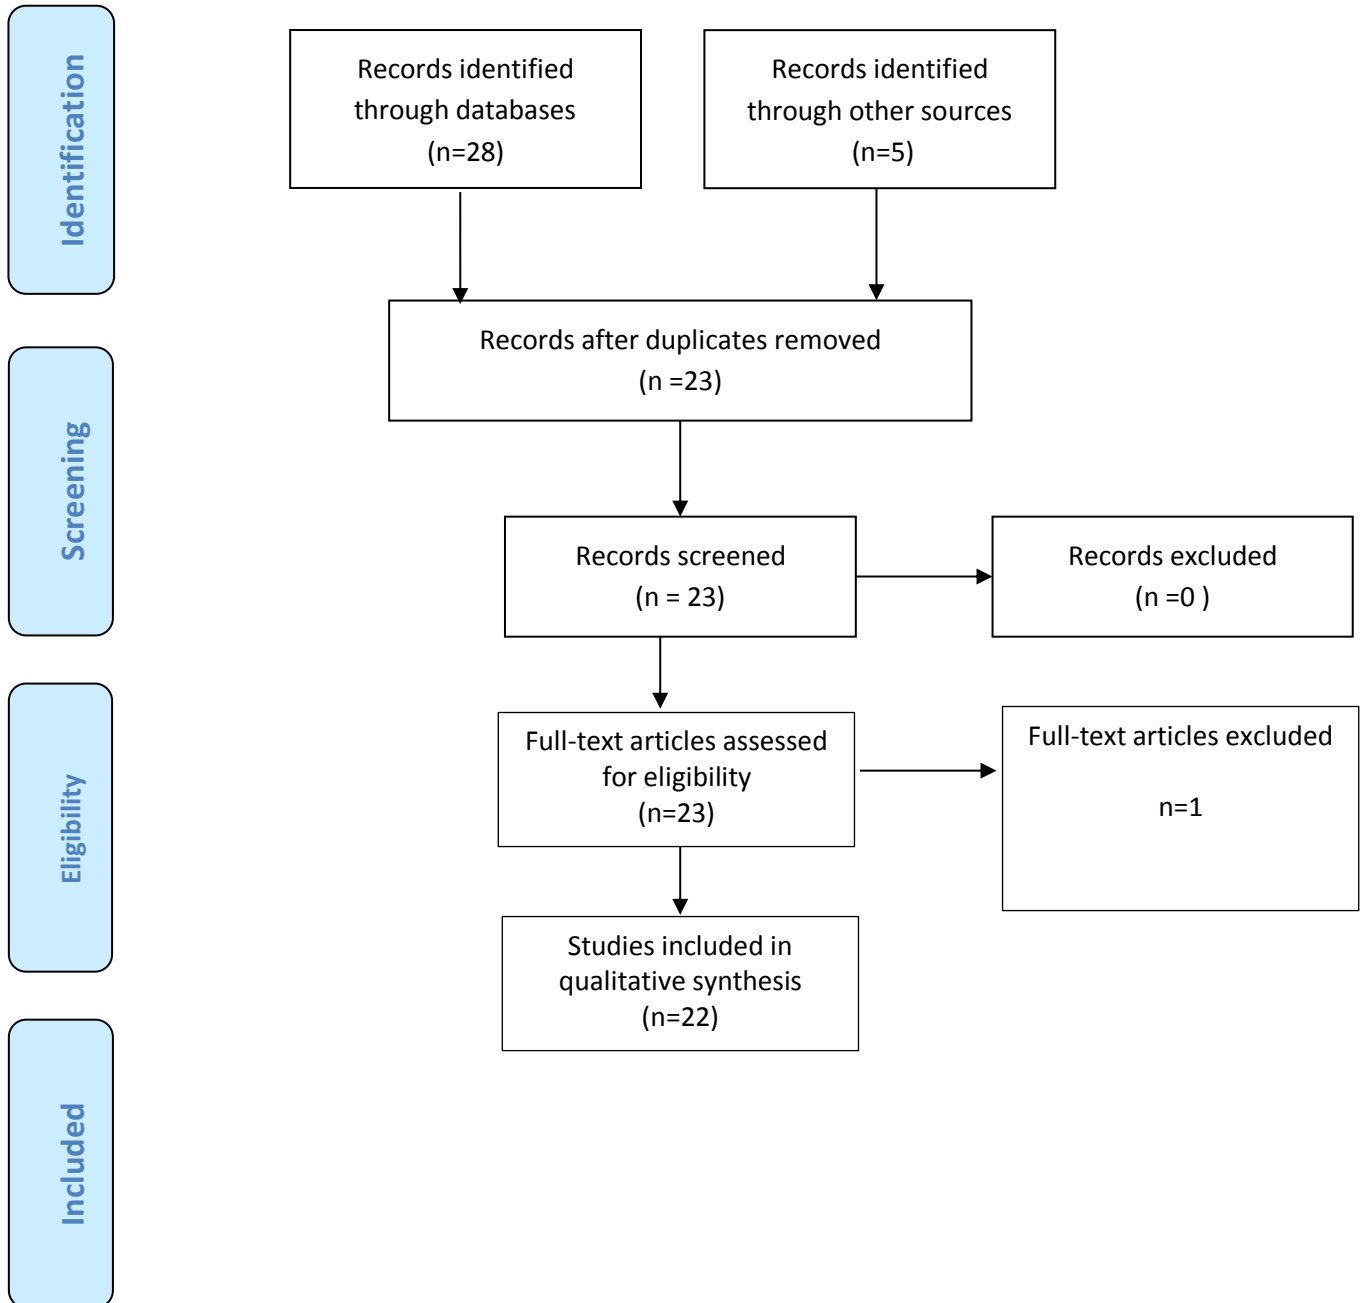 Identification
Records identified
through databases
(n=28)
Records identified
through other sources
(n=5)
Records after duplicates removed
(n =23)
Screening
Records screened
(n = 23)
Records excluded
(n =0 )
Eligibility
Full-text articles assessed
for eligibility
(n=23)
Full-text articles excluded
n=1
Studies included in
qualitative synthesis
(n=22)
Included